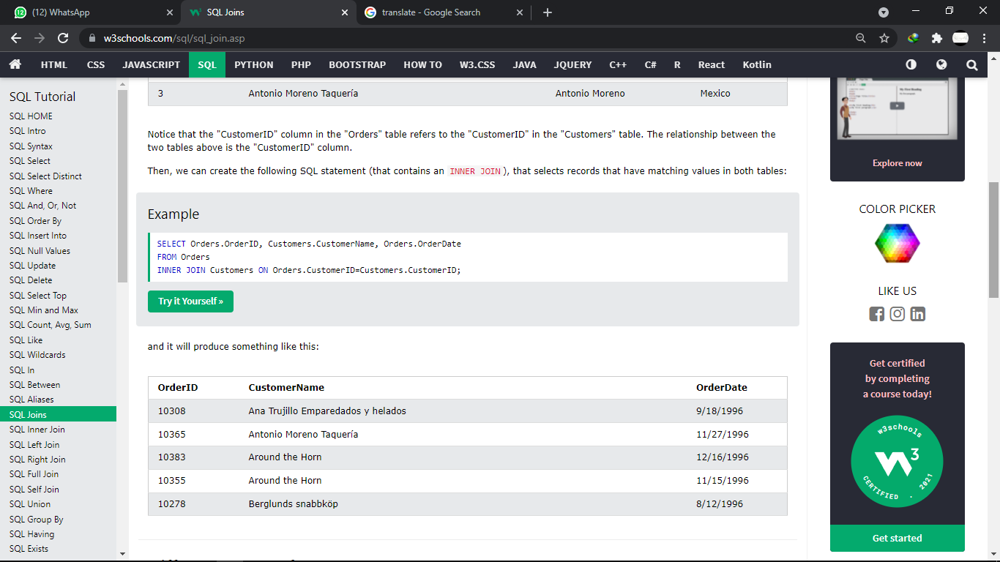 (12) WhatsApp
SQL Joins
translate - Google Search
w3schools.com/sql/sql_join.asp
HTML CSS JAVASCRIPT SQL PYTHON PHP BOOTSTRAP HOW TO W3.CSS JAVA JQUERY C++ C# R React Kotlin
SQL Tutorial
SQL HOME
SQL Intro
SQL Syntax
SQL Select
SQL Select Distinct
SQL Where
SQL And, Or, Not
SQL Order By
SQL Insert Into
SQL Null Values
SQL Update
SQL Delete
SQL Select Top
SQL Min and Max
SQL Count, Avg, Sum
SQL Like
SQL Wildcards
SQL In
SQL Between
SQL Aliases
SQL Joins
SQL Inner Join
SQL Left Join
SQL Right Join
SQL Full Join
SQL Self Join
SQL Union
SQL Group By
SQL Having
SQL Exists
3 Antonio Moreno Taquería Antonio Moreno Mexico
Notice that the "CustomerID" column in the "Orders" table refers to the "CustomerID" in the "Customers" table. The relationship between the
two tables above is the "CustomerID" column.
Then, we can create the following SQL statement (that contains an INNER JOIN), that selects records that have matching values in both tables:
Example
SELECT Orders.OrderID, Customers.CustomerName, Orders.OrderDate
FROM Orders
INNER JOIN Customers ON Orders.CustomerID=Customers.CustomerID;
Try it Yourself »
and it will produce something like this:
OrderID CustomerName OrderDate
10308 Ana Trujillo Emparedados y helados 9/18/1996
10365 Antonio Moreno Taquería 11/27/1996
10383 Around the Horn 12/16/1996
10355 Around the Horn 11/15/1996
10278 Berglunds snabbköp 8/12/1996
Explore now
COLOR PICKER
LIKE US
Get certified
by completing
a course today!
w3schools
CERTIFIED . 2021
Get started